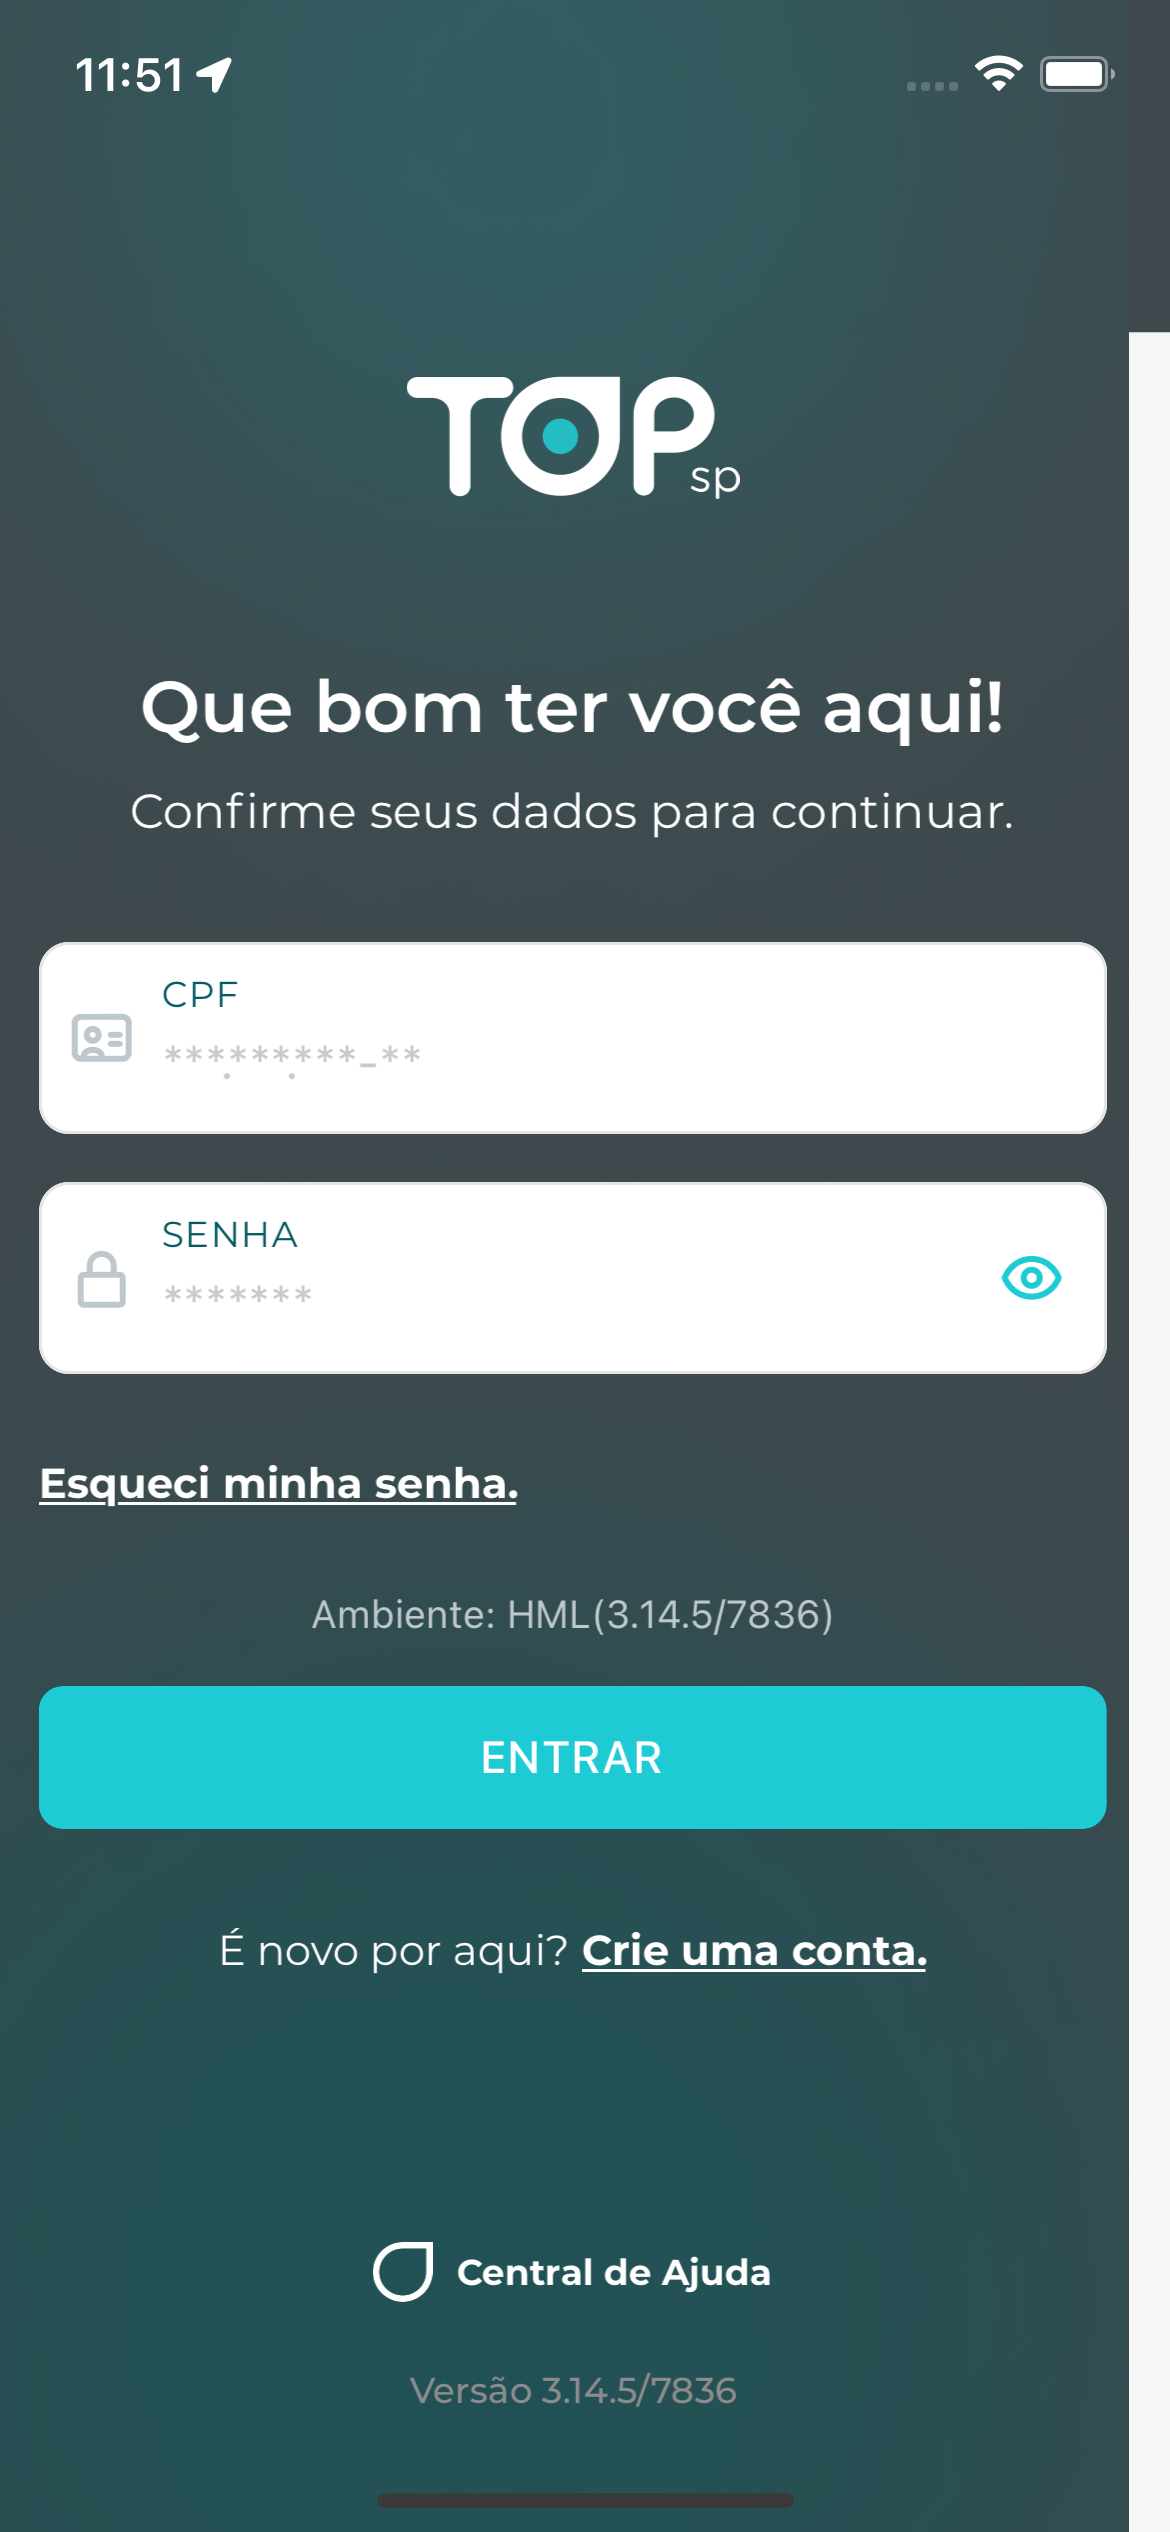 11:51
TOP
sp
Que bom ter você aqui!
Confirme seus dados para continuar.
CPF
***.***.***-**
SENHA
*******
Esqueci minha senha.
Ambiente: HML(3.14.5/7836)
ENTRAR
É novo por aqui? Crie uma conta.
Central de Ajuda
Versão 3.14.5/7836